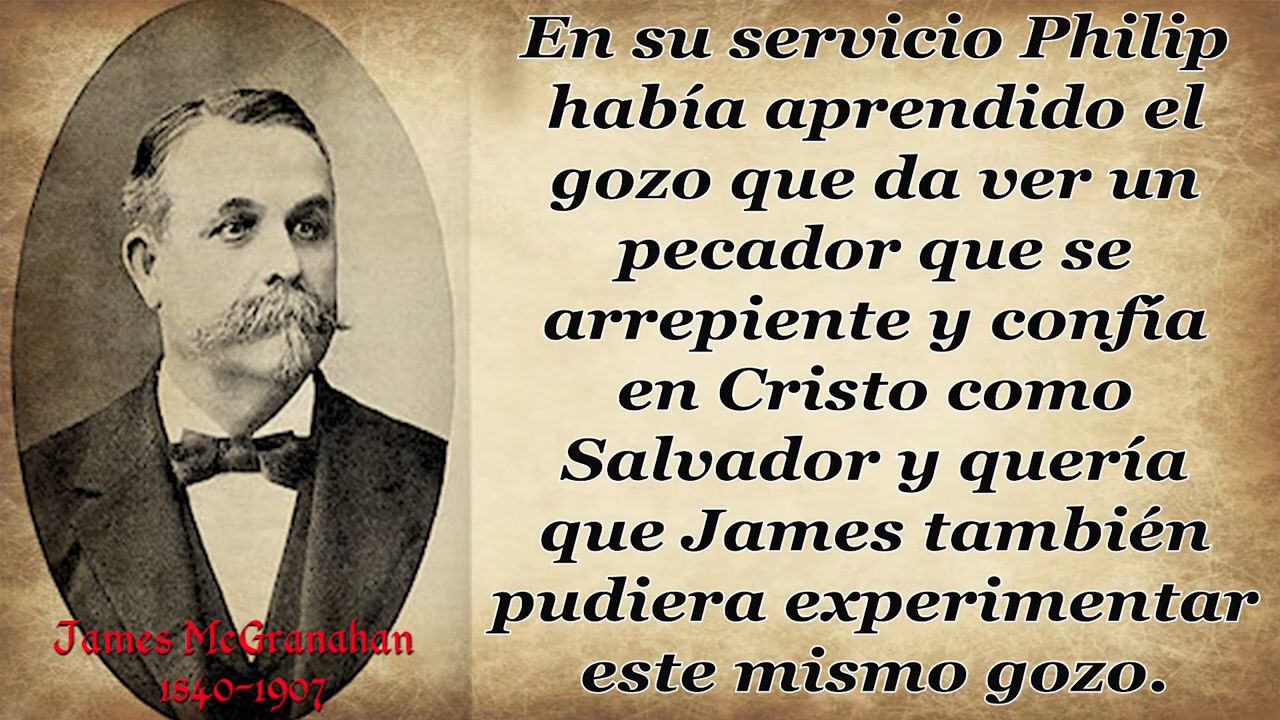 En su servicio Philip
había aprendido el
gozo que da ver un
pecador que se
arrepiente y confía
en Cristo como
Salvador y quería
que James también
pudiera experimentar
este mismo gozo.
James McGranahan
1840-1907